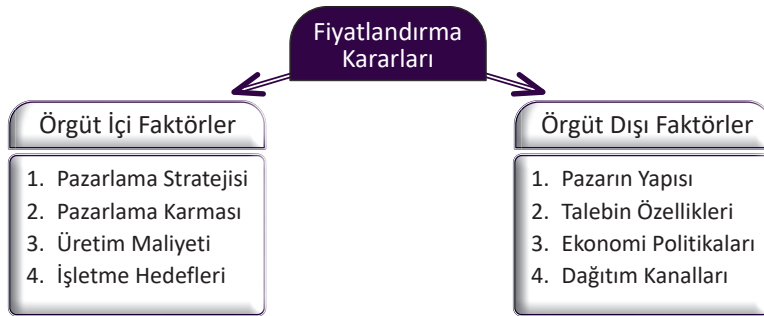 Fiyatlandırma
Kararları
Örgüt İçi Faktörler
1. Pazarlama Stratejisi
2. Pazarlama Karması
3. Üretim Maliyeti
4. İşletme Hedefleri
Örgüt Dışı Faktörler
1. Pazarın Yapısı
2. Talebin Özellikleri
3. Ekonomi Politikaları
4. Dağıtım Kanalları